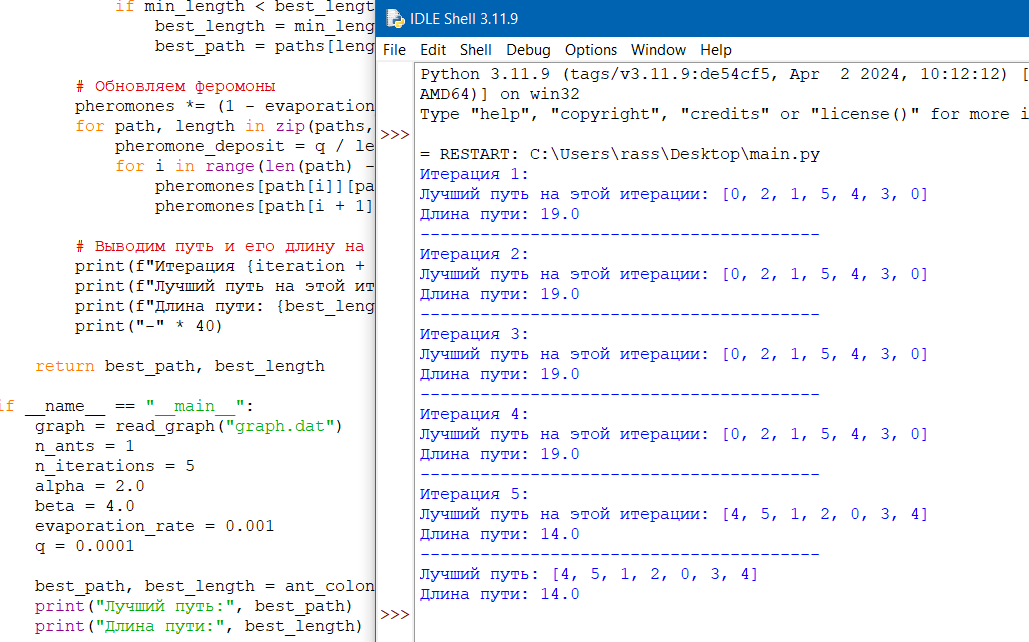 if min_length < best_lengt
best_length = min_leng
best_path = paths[leng
# Обновляем феромоны
pheromones *= (1 - evaporation
for path, length in zip(paths,
pheromone_deposit = q / le
for i in range(len(path) -
pheromones[path[i]][pa
pheromones[path[i + 1]
# Выводим путь и его длину на
print(f"Итерация {iteration +
print(f"Лучший путь на этой ит
print(f"Длина пути: {best_leng
print("-" * 40)
return best_path, best_length
if __name__ == "__main__":
graph = read_graph("graph.dat")
n_ants = 1
n_iterations = 5
alpha = 2.0
beta = 4.0
evaporation_rate = 0.001
q = 0.0001
best_path, best_length = ant_colon
print("Лучший путь:", best_path)
print("Длина пути:", best_length)
IDLE Shell 3.11.9
File Edit Shell Debug Options Window Help
Python 3.11.9 (tags/v3.11.9:de54cf5, Apr  2 2024, 10:12:12) [
AMD64)] on win32
Type "help", "copyright", "credits" or "license()" for more i
>>>
= RESTART: C:\Users\rass\Desktop\main.py
Итерация 1:
Лучший путь на этой итерации: [0, 2, 1, 5, 4, 3, 0]
Длина пути: 19.0
----------------------------------------
Итерация 2:
Лучший путь на этой итерации: [0, 2, 1, 5, 4, 3, 0]
Длина пути: 19.0
----------------------------------------
Итерация 3:
Лучший путь на этой итерации: [0, 2, 1, 5, 4, 3, 0]
Длина пути: 19.0
----------------------------------------
Итерация 4:
Лучший путь на этой итерации: [0, 2, 1, 5, 4, 3, 0]
Длина пути: 19.0
----------------------------------------
Итерация 5:
Лучший путь на этой итерации: [4, 5, 1, 2, 0, 3, 4]
Длина пути: 14.0
----------------------------------------
Лучший путь: [4, 5, 1, 2, 0, 3, 4]
Длина пути: 14.0
>>>